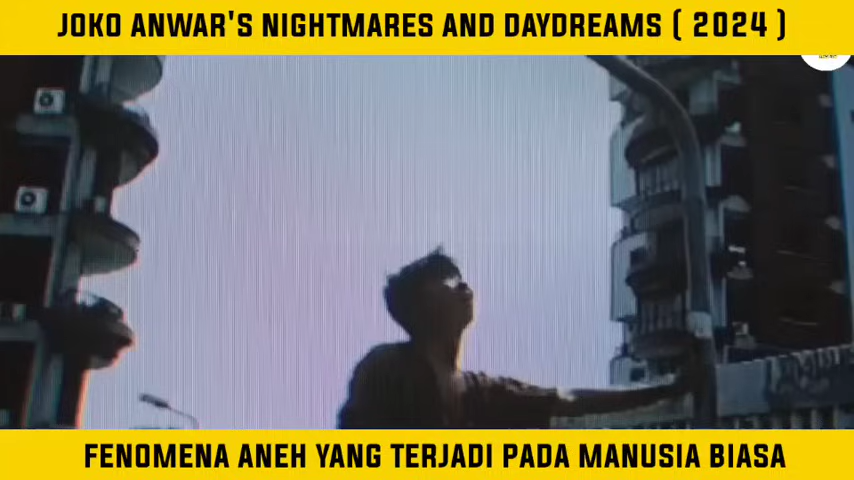 JOKO ANWAR'S NIGHTMARES AND DAYDREAMS ( 2024 )
FENOMENA ANEH YANG TERJADI PADA MANUSIA BIASA